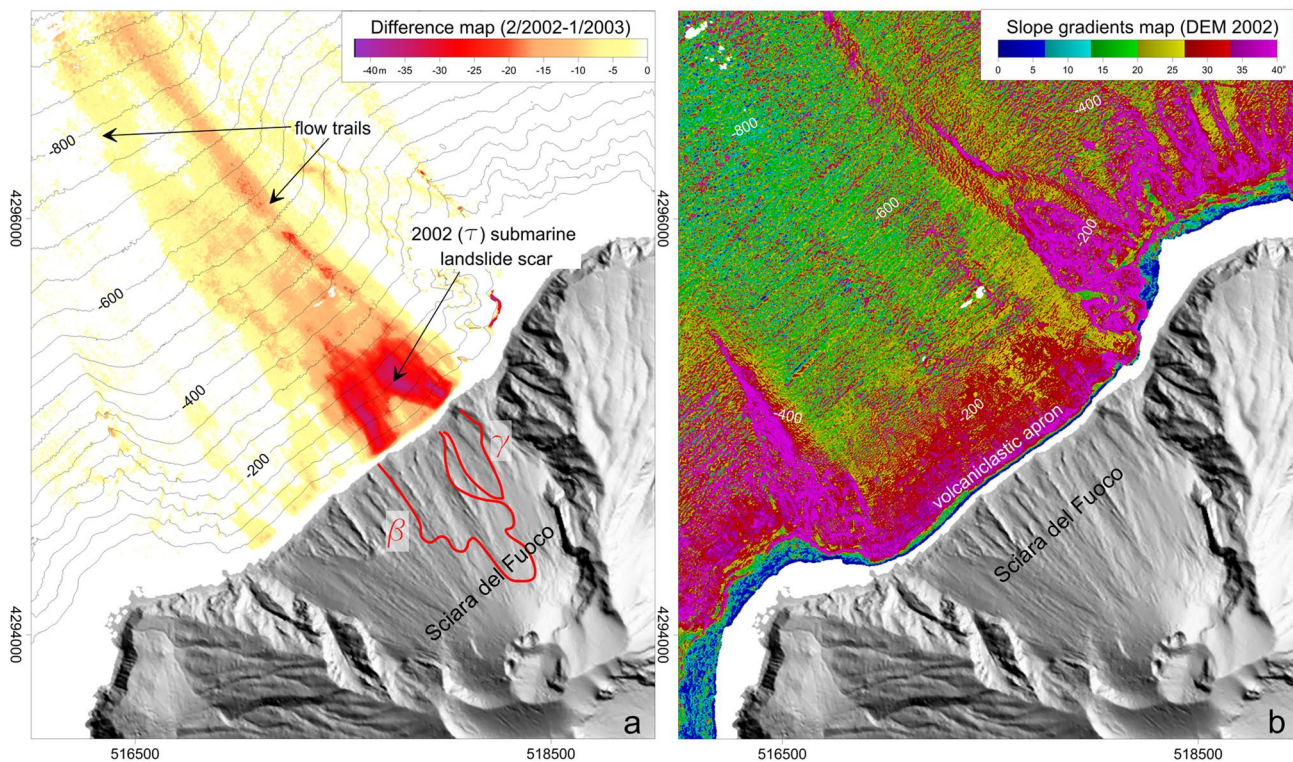 Difference map (2/2002-1/2003)
-40m -35 -30 -25 -20 -15 -10 -5 0
flow trails
-800
4296000
2002 (τ) submarine
landslide scar
-600
-400
-200
γ
β
Sciara del Fuoco
4294000
a
516500 518500
Slope gradients map (DEM 2002)
0 5 10 15 20 25 30 35 40°
-400
-800
-600
4296000
-200
-400
-200
volcaniclastic apron
Sciara del Fuoco
4294000
b
516500 518500